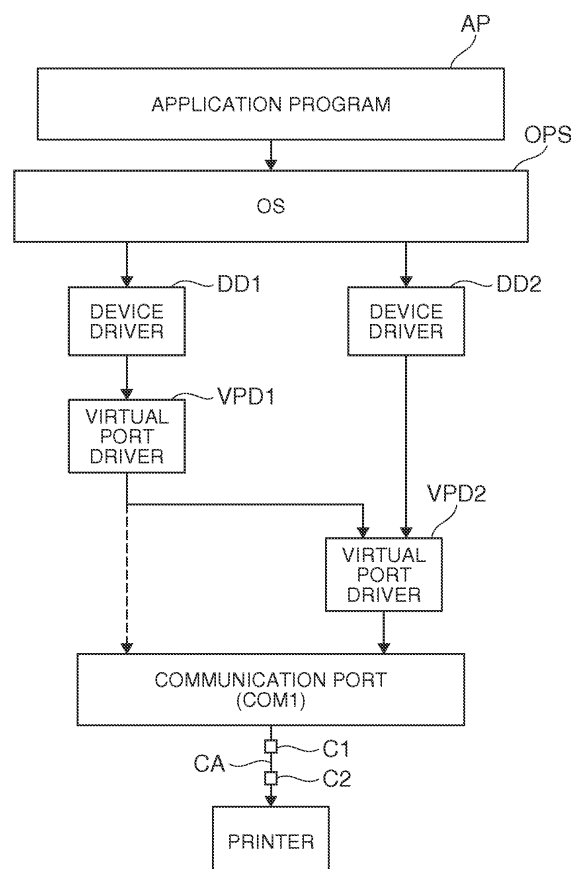 AP
APPLICATION PROGRAM
OPS
OS
DD1
DD2
DEVICE
DRIVER
DEVICE
DRIVER
VPD1
VIRTUAL
PORT
DRIVER
VPD2
VIRTUAL
PORT
DRIVER
COMMUNICATION PORT
(COM1)
C1
CA
C2
PRINTER